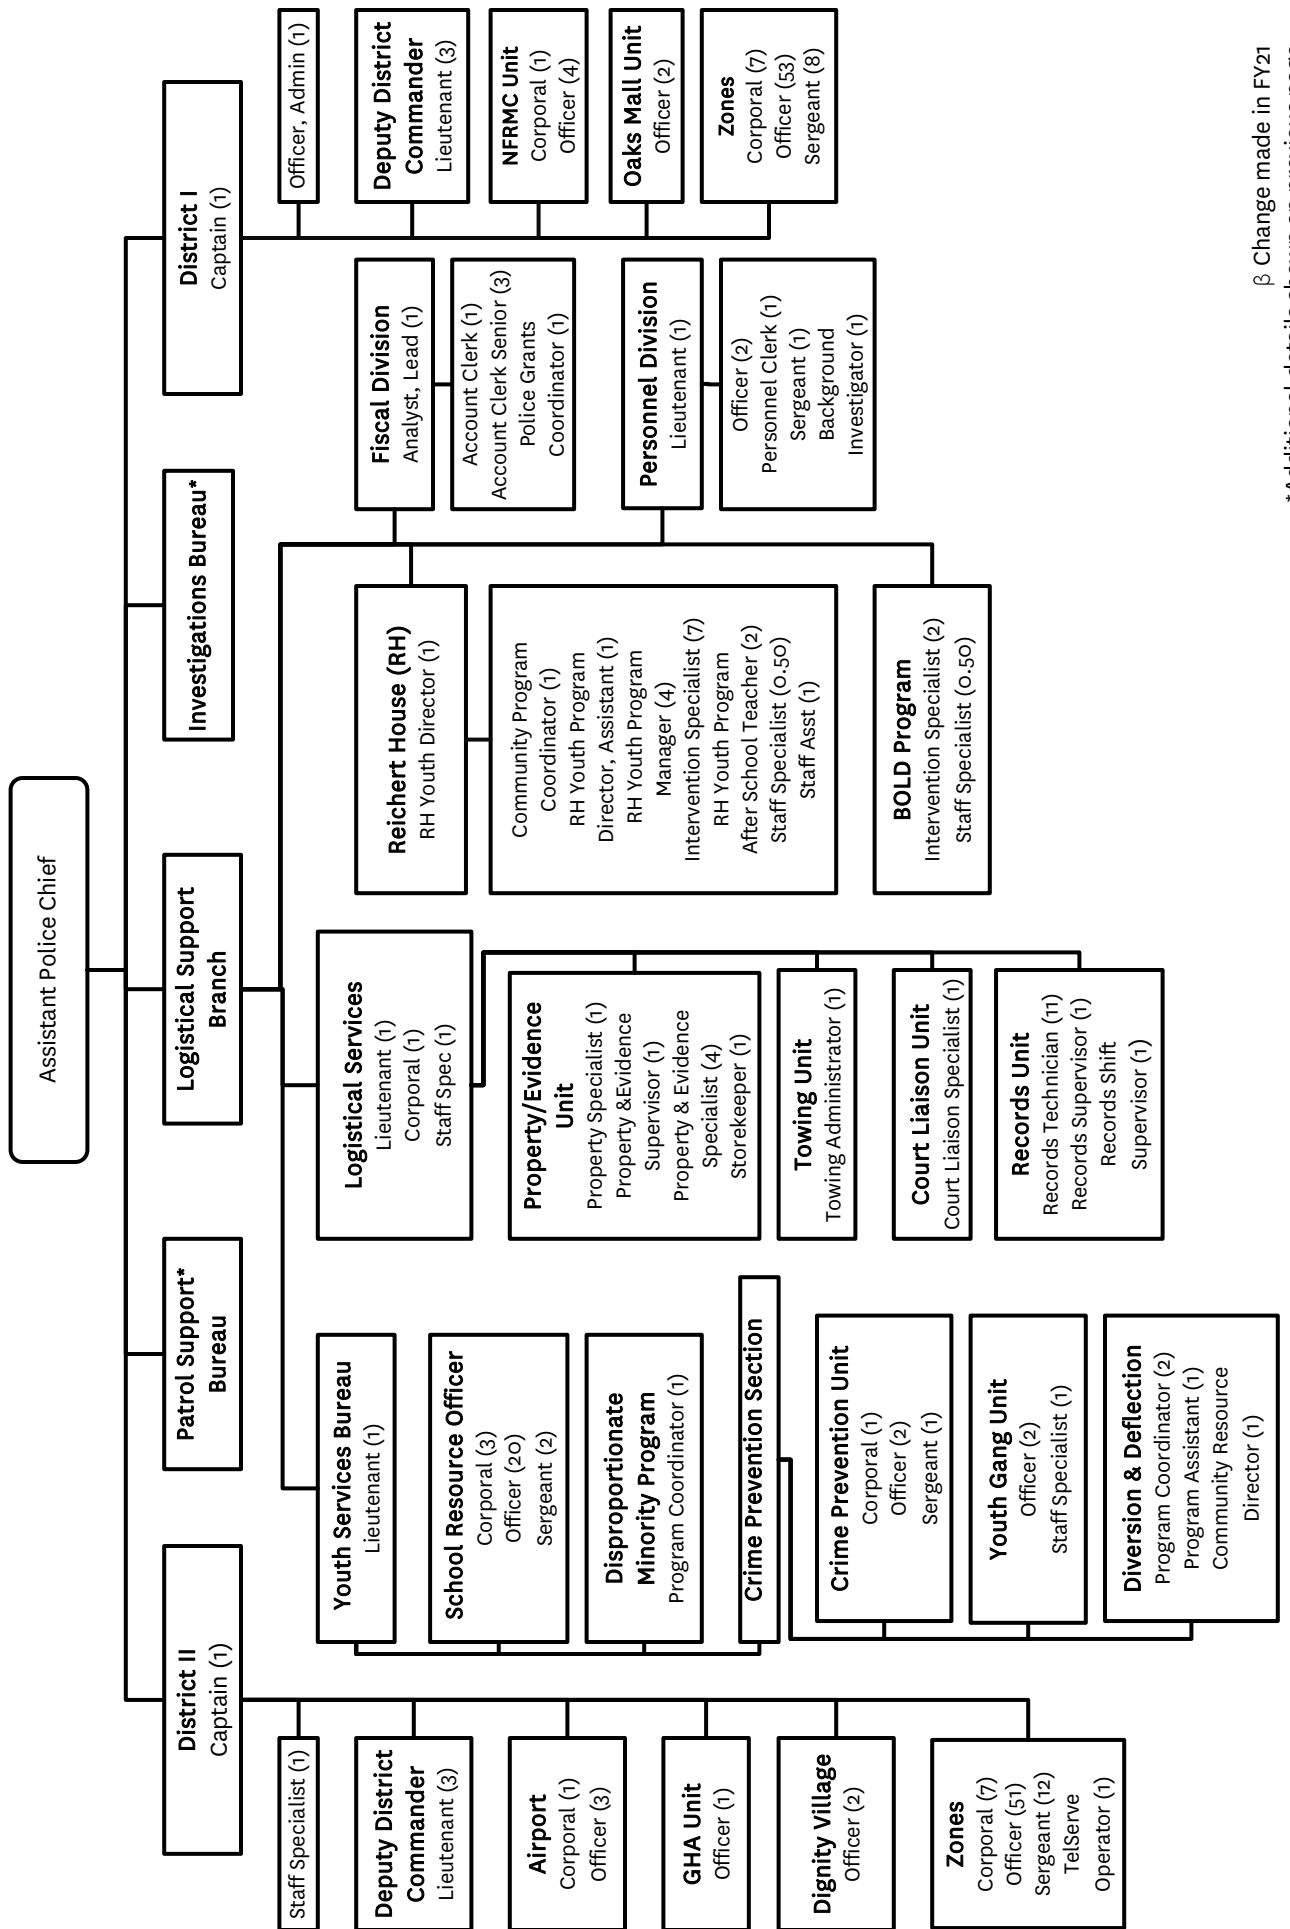 Assistant Police Chief
District II
Captain (1)
Patrol Support*
Bureau
Logistical Support
Branch
Investigations Bureau*
District I
Captain (1)
Staff Specialist (1)
Deputy District
Commander
Lieutenant (3)
Airport
Corporal (1)
Officer (3)
GHA Unit
Officer (1)
Dignity Village
Officer (2)
Zones
Corporal (7)
Officer (51)
Sergeant (12)
TelServe
Operator (1)
Youth Services Bureau
Lieutenant (1)
School Resource Officer
Corporal (3)
Officer (20)
Sergeant (2)
Disproportionate
Minority Program
Program Coordinator (1)
Crime Prevention Section
Crime Prevention Unit
Corporal (1)
Officer (2)
Sergeant (1)
Youth Gang Unit
Officer (2)
Staff Specialist (1)
Diversion & Deflection
Program Coordinator (2)
Program Assistant (1)
Community Resource
Director (1)
Logistical Services
Lieutenant (1)
Corporal (1)
Staff Spec (1)
Property/Evidence
Unit
Property Specialist (1)
Property &Evidence
Supervisor (1)
Property & Evidence
Specialist (4)
Storekeeper (1)
Towing Unit
Towing Administrator (1)
Court Liaison Unit
Court Liaison Specialist (1)
Records Unit
Records Technician (11)
Records Supervisor (1)
Records Shift
Supervisor (1)
Reichert House (RH)
RH Youth Director (1)
Community Program
Coordinator (1)
RH Youth Program
Director, Assistant (1)
RH Youth Program
Manager (4)
Intervention Specialist (7)
RH Youth Program
After School Teacher (2)
Staff Specialist (0.50)
Staff Asst (1)
BOLD Program
Intervention Specialist (2)
Staff Specialist (0.50)
Fiscal Division
Analyst, Lead (1)
Account Clerk (1)
Account Clerk Senior (3)
Police Grants
Coordinator (1)
Personnel Division
Lieutenant (1)
Officer (2)
Personnel Clerk (1)
Sergeant (1)
Background
Investigator (1)
Officer, Admin (1)
Deputy District
Commander
Lieutenant (3)
NFRMC Unit
Corporal (1)
Officer (4)
Oaks Mall Unit
Officer (2)
Zones
Corporal (7)
Officer (53)
Sergeant (8)
β Change made in FY21
*Additional details shown on previous page